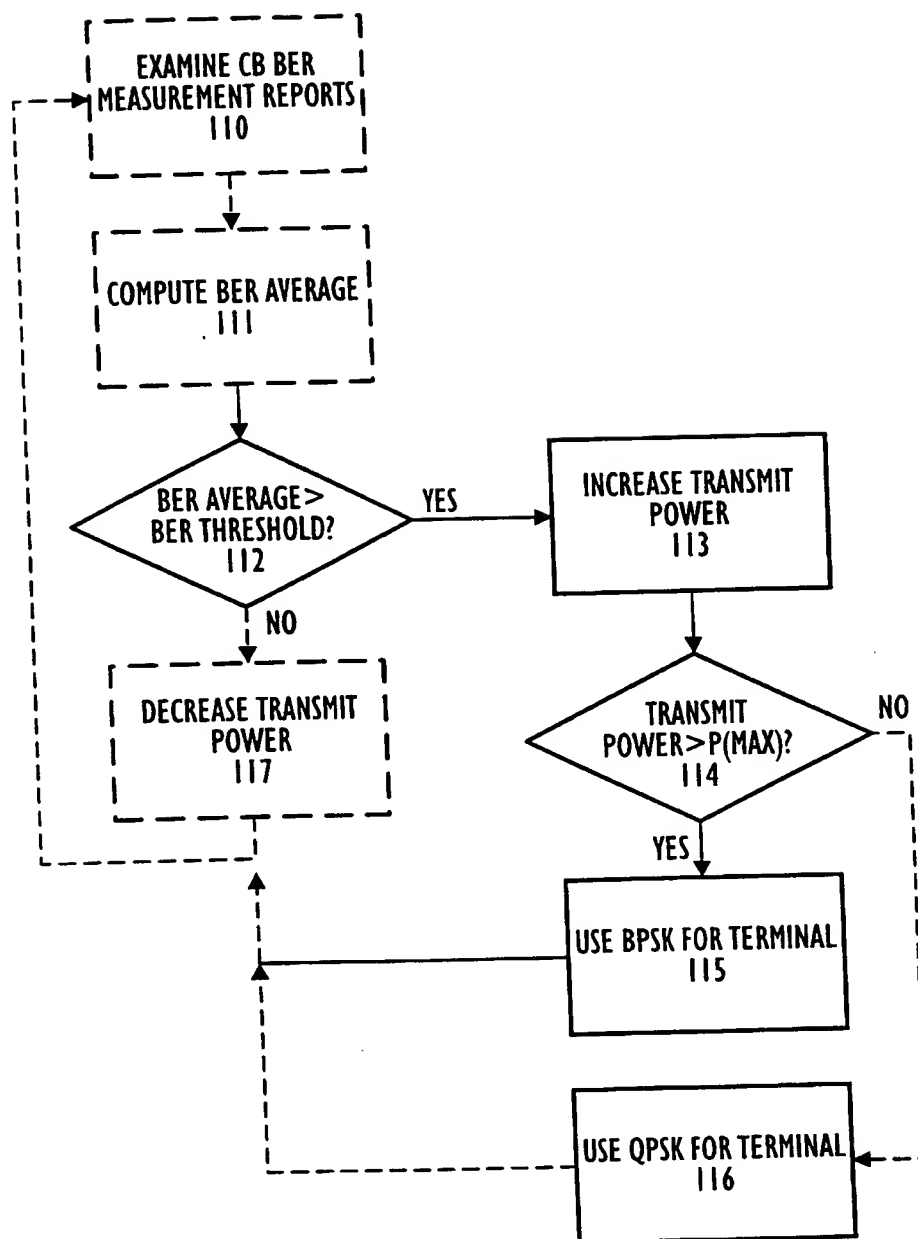 EXAMINE CB BER
MEASUREMENT REPORTS
110
COMPUTE BER AVERAGE
111
BER AVERAGE>
BER THRESHOLD?
112
YES
NO
INCREASE TRANSMIT
POWER
113
DECREASE TRANSMIT
POWER
117
TRANSMIT
POWER>P(MAX)?
114
NO
YES
USE BPSK FOR TERMINAL
115
USE QPSK FOR TERMINAL
116